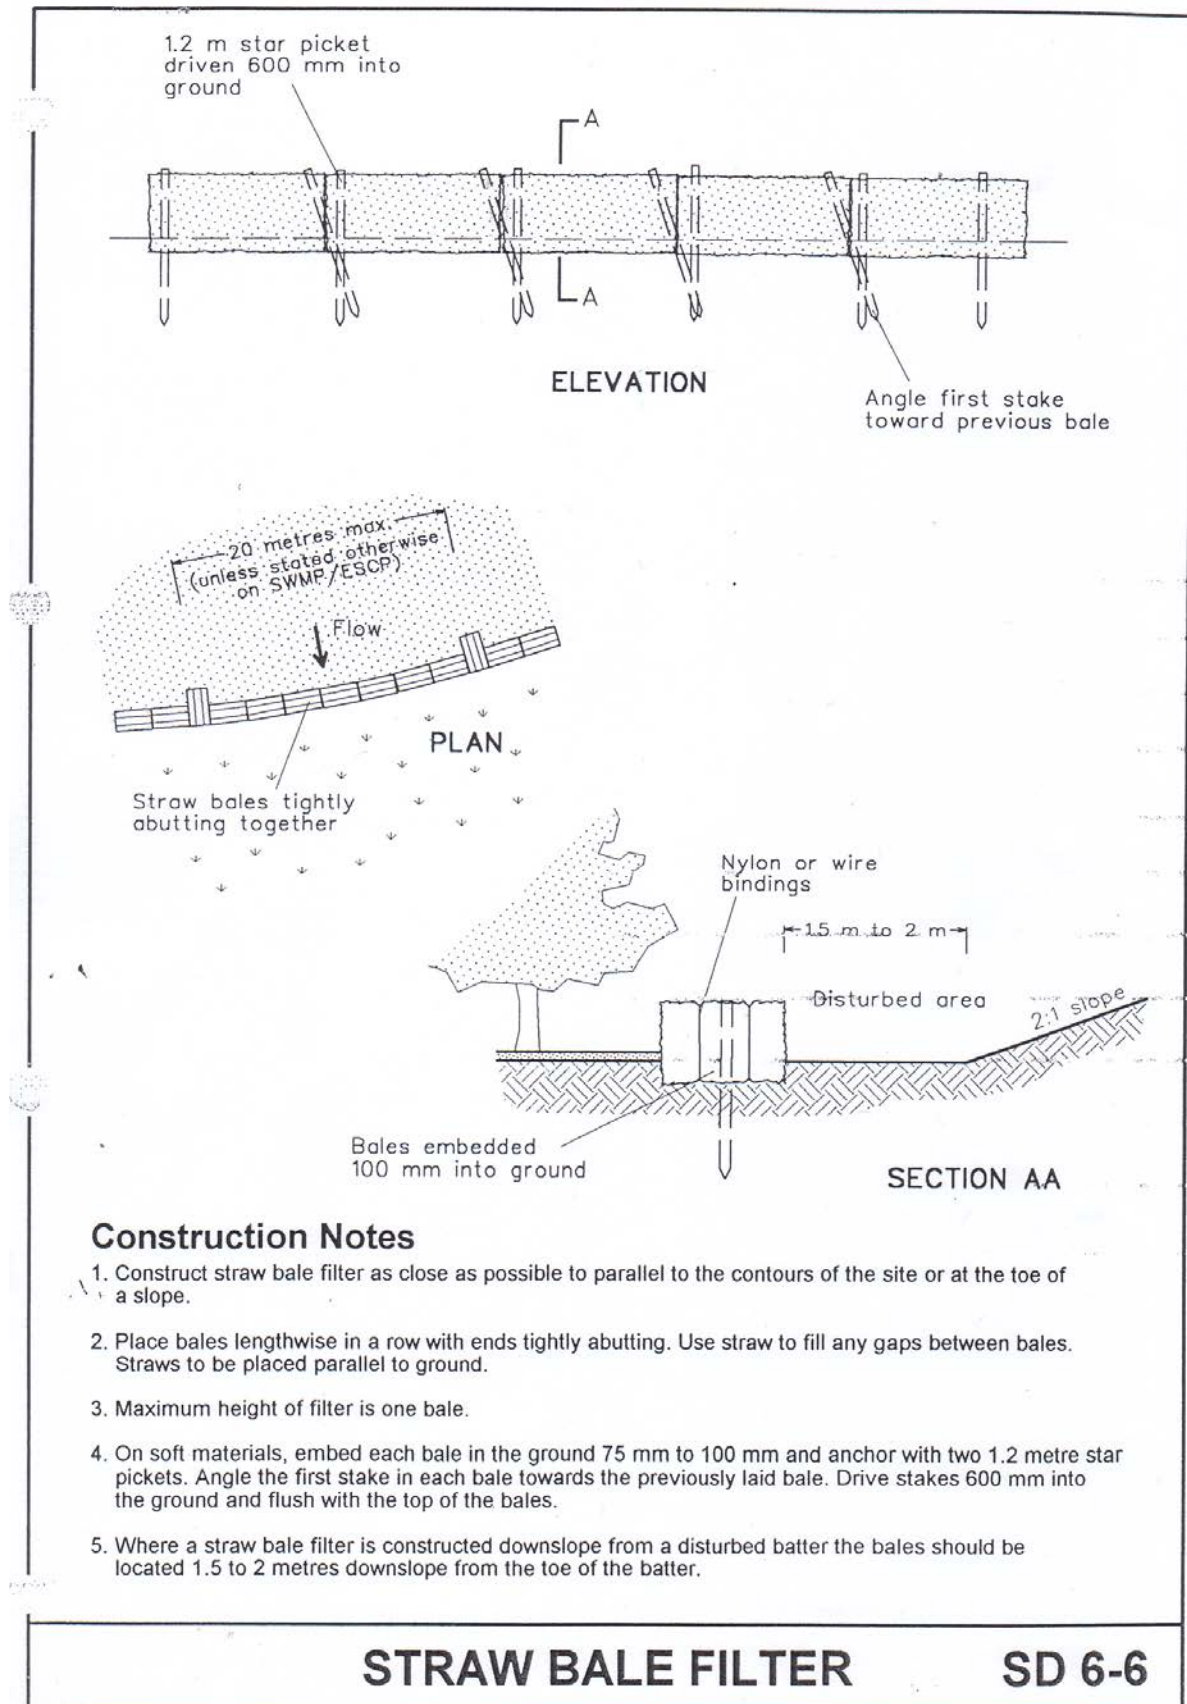 1.2 m star picket
driven 600 mm into
ground
A
A
ELEVATION
Angle first stake
toward previous bale
20 metres max.
(unless stated otherwise
on SWMP/ESCP)
Flow
PLAN
Straw bales tightly
abutting together
Nylon or wire
bindings
1.5 m to 2 m
Disturbed area
2:1 slope
Bales embedded
100 mm into ground
SECTION AA
Construction Notes
1. Construct straw bale filter as close as possible to parallel to the contours of the site or at the toe of
a slope.
2. Place bales lengthwise in a row with ends tightly abutting. Use straw to fill any gaps between bales.
Straws to be placed parallel to ground.
3. Maximum height of filter is one bale.
4. On soft materials, embed each bale in the ground 75 mm to 100 mm and anchor with two 1.2 metre star
pickets. Angle the first stake in each bale towards the previously laid bale. Drive stakes 600 mm into
the ground and flush with the top of the bales.
5. Where a straw bale filter is constructed downslope from a disturbed batter the bales should be
located 1.5 to 2 metres downslope from the toe of the batter.
STRAW BALE FILTER SD 6-6